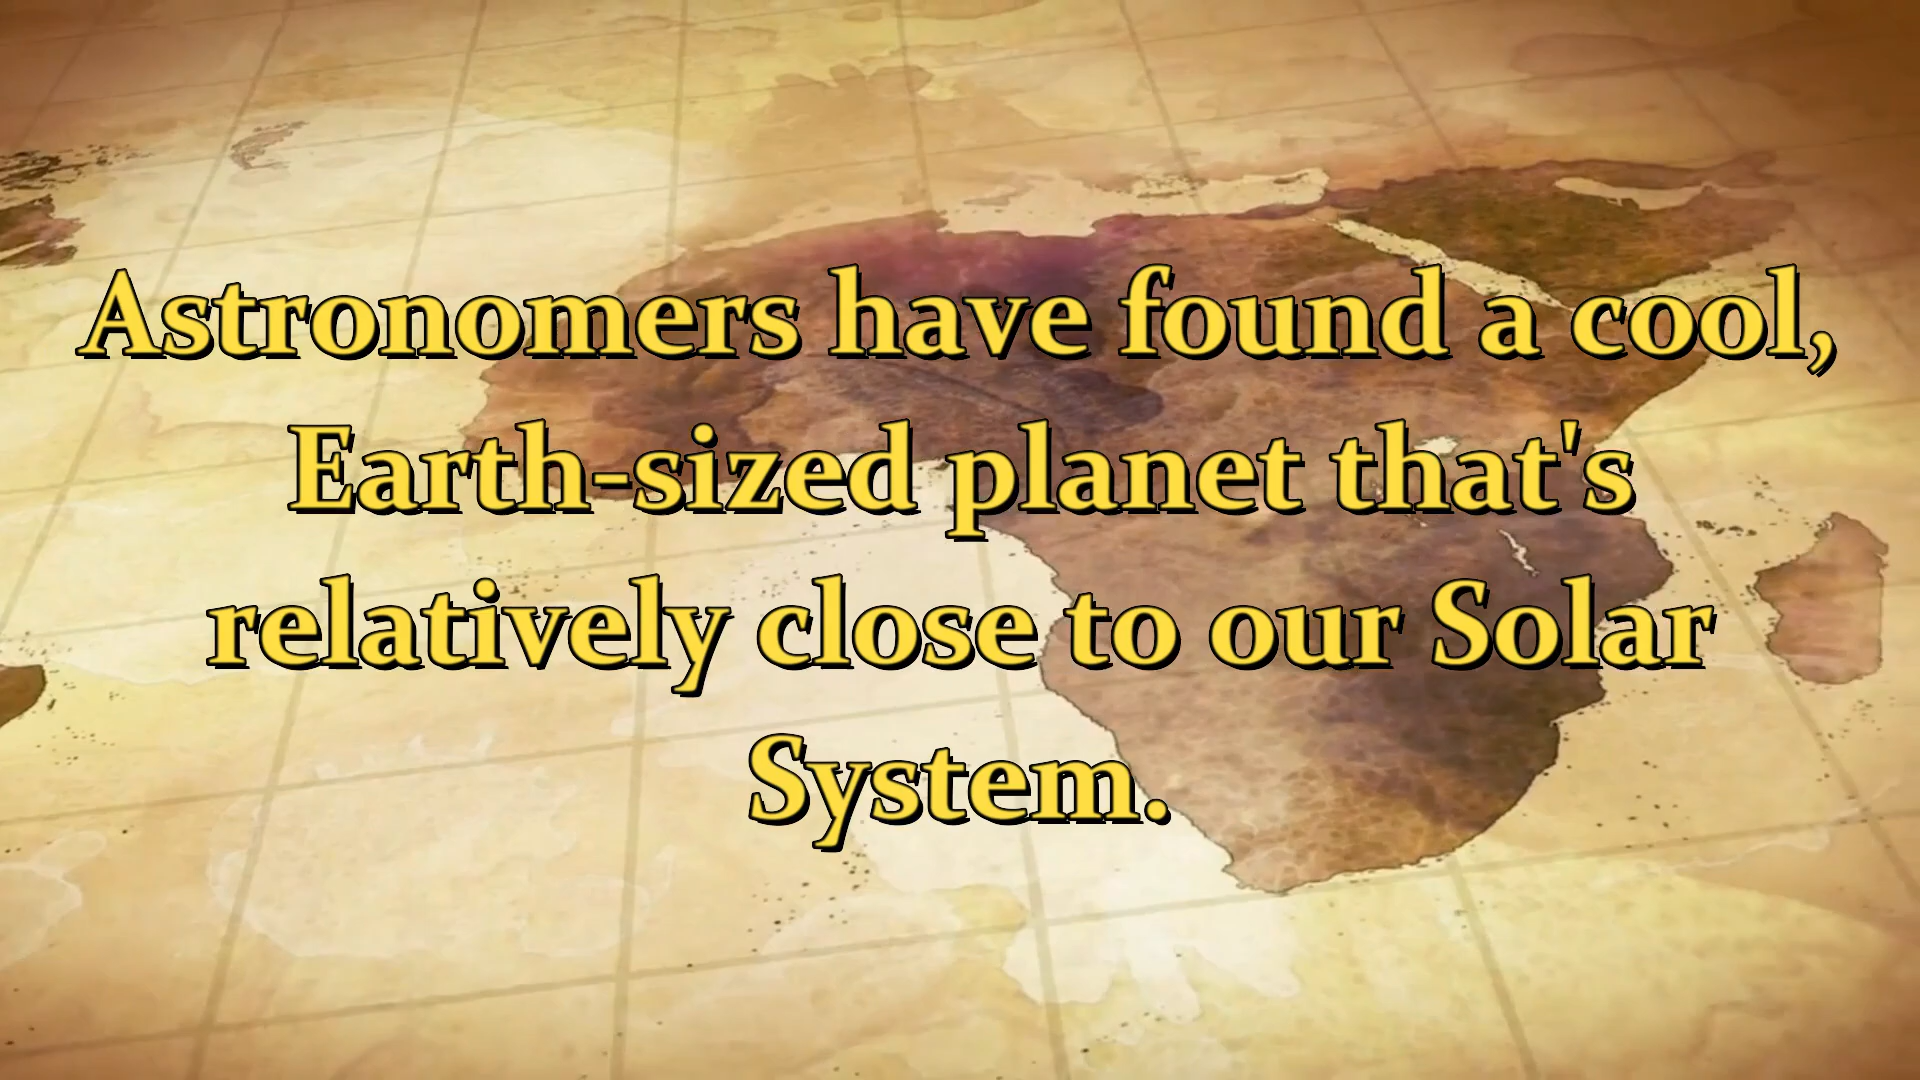 Astronomers have found a cool,
Earth-sized planet that's
relatively close to our Solar
System.